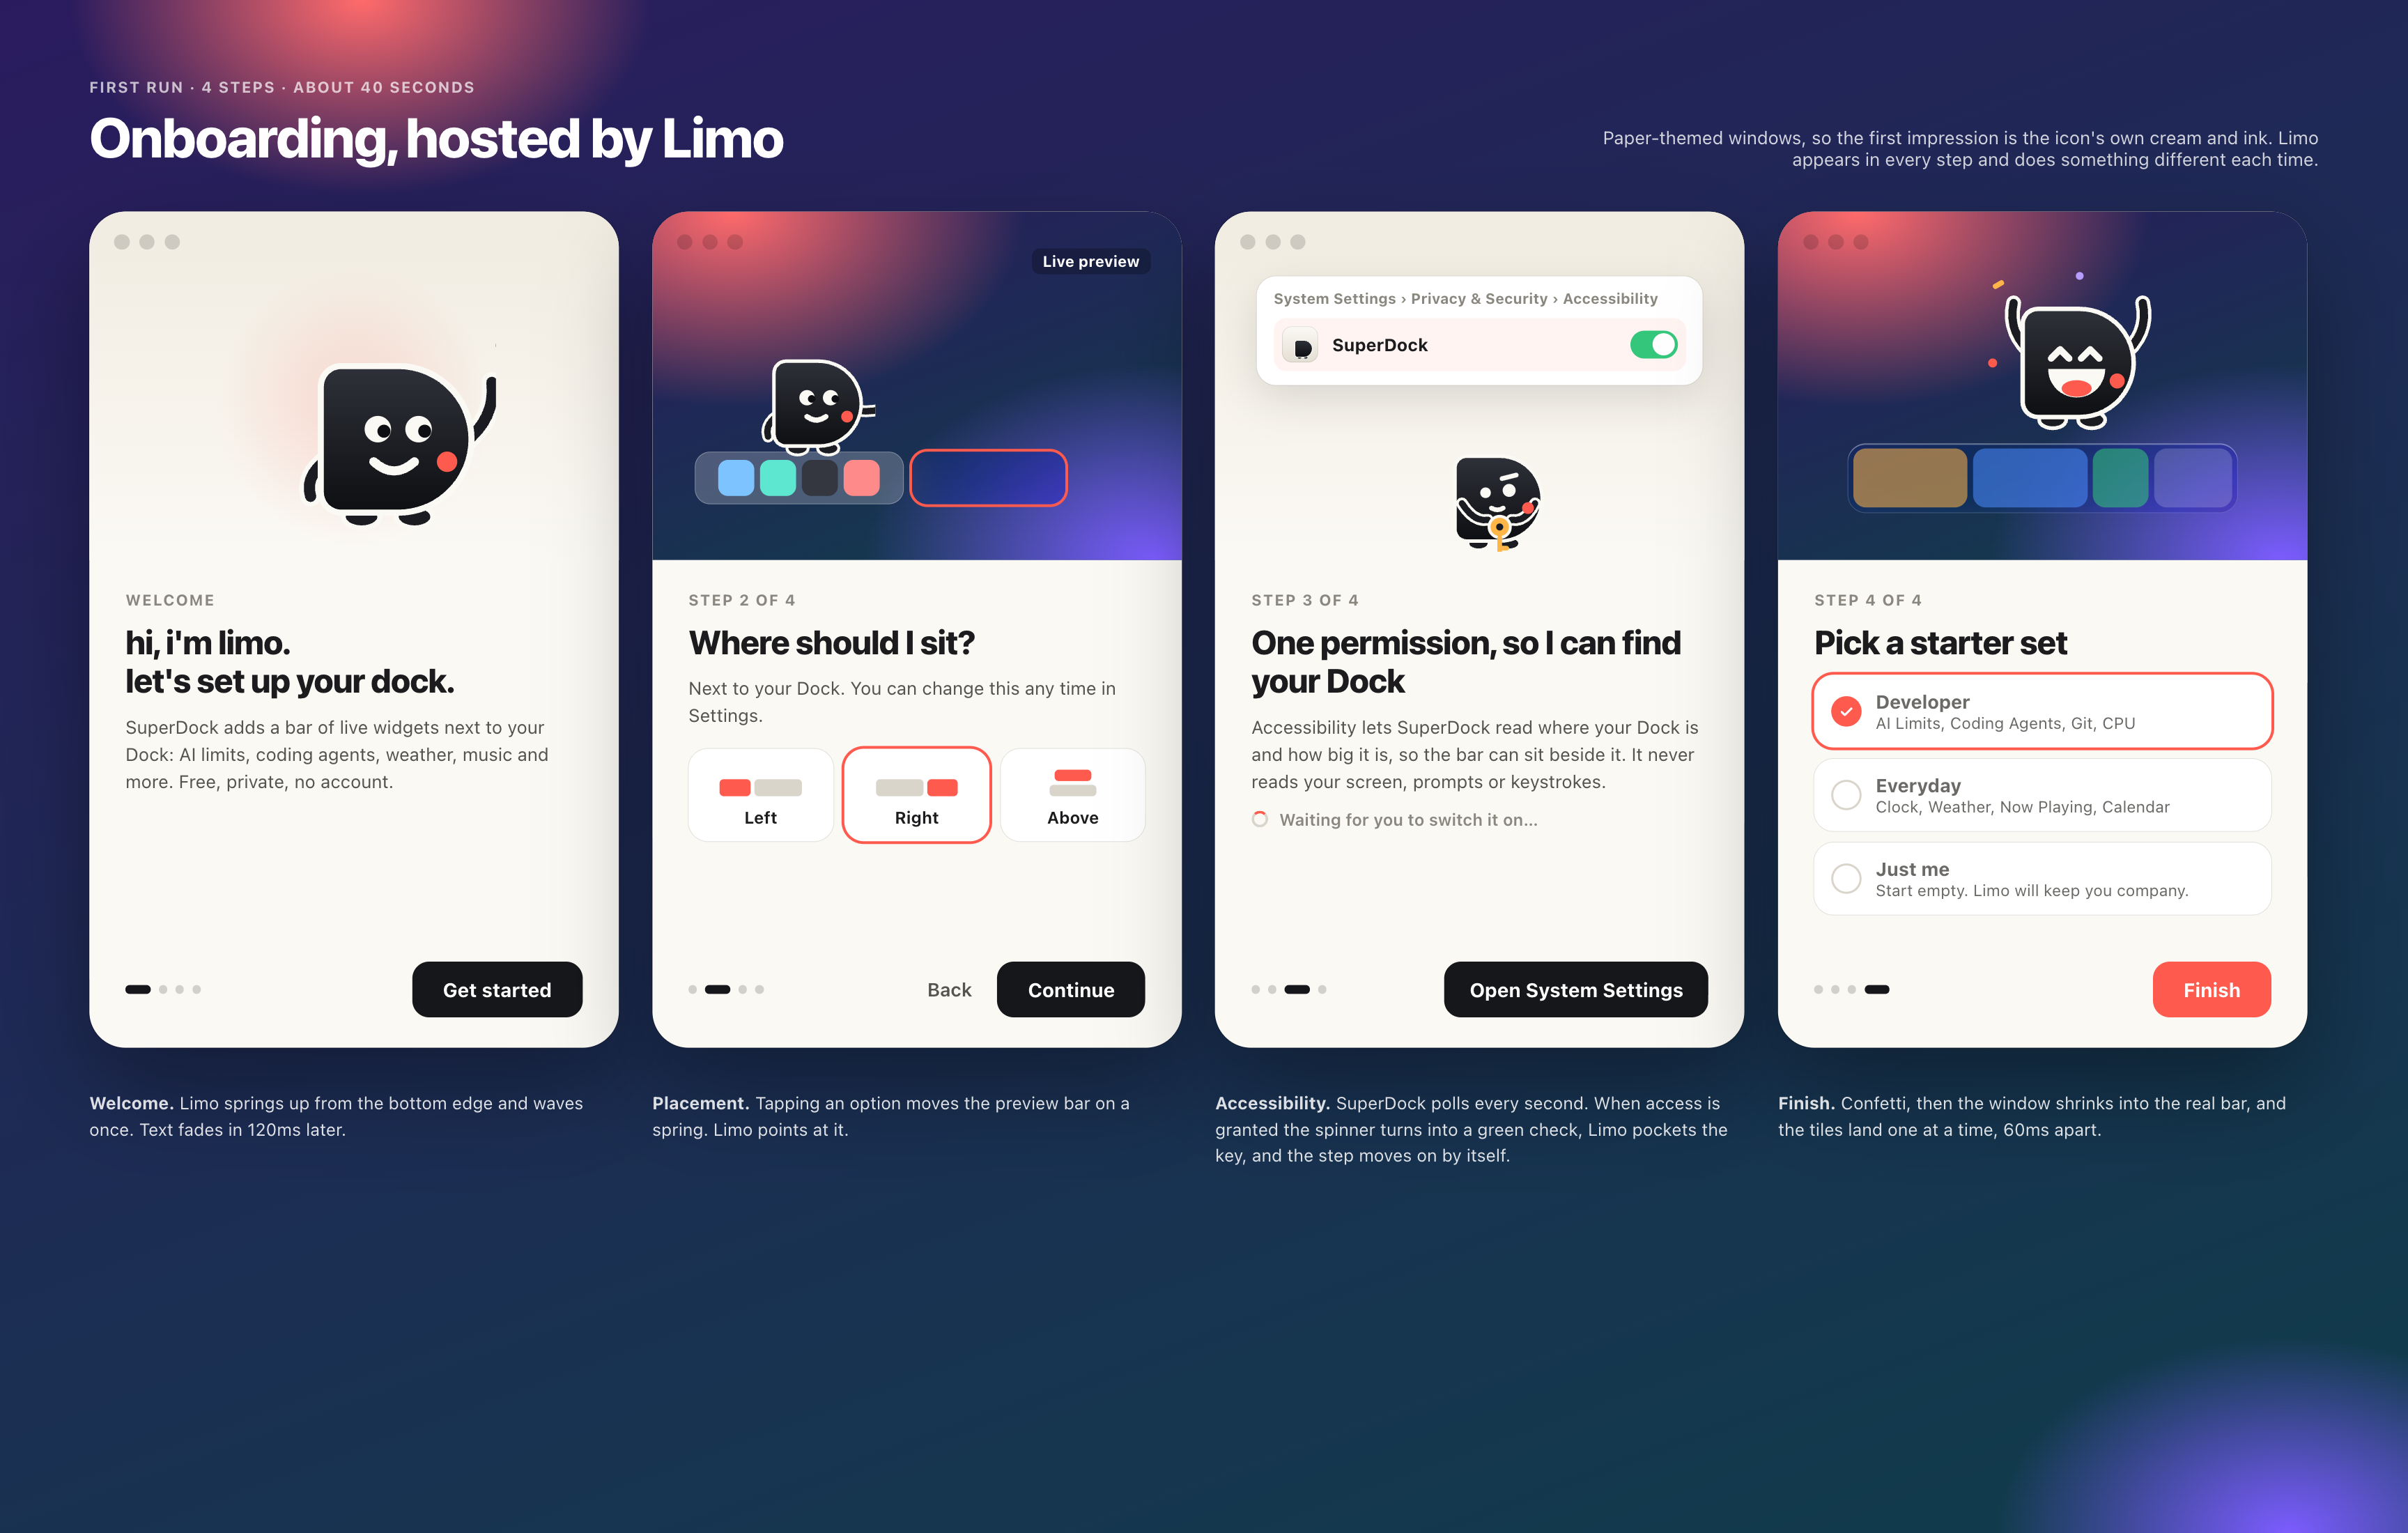 FIRST RUN · 4 STEPS · ABOUT 40 SECONDS
Onboarding, hosted by Limo
Paper-themed windows, so the first impression is the icon's own cream and ink. Limo
appears in every step and does something different each time.
WELCOME
hi, i'm limo.
let's set up your dock.
SuperDock adds a bar of live widgets next to your
Dock: AI limits, coding agents, weather, music and
more. Free, private, no account.
Get started
Live preview
STEP 2 OF 4
Where should I sit?
Next to your Dock. You can change this any time in
Settings.
Left
Right
Above
Back
Continue
System Settings › Privacy & Security › Accessibility
SuperDock
STEP 3 OF 4
One permission, so I can find
your Dock
Accessibility lets SuperDock read where your Dock is
and how big it is, so the bar can sit beside it. It never
reads your screen, prompts or keystrokes.
Waiting for you to switch it on...
Open System Settings
STEP 4 OF 4
Pick a starter set
Developer
AI Limits, Coding Agents, Git, CPU
Everyday
Clock, Weather, Now Playing, Calendar
Just me
Start empty. Limo will keep you company.
Finish
Welcome. Limo springs up from the bottom edge and waves
once. Text fades in 120ms later.
Placement. Tapping an option moves the preview bar on a
spring. Limo points at it.
Accessibility. SuperDock polls every second. When access is
granted the spinner turns into a green check, Limo pockets the
key, and the step moves on by itself.
Finish. Confetti, then the window shrinks into the real bar, and
the tiles land one at a time, 60ms apart.